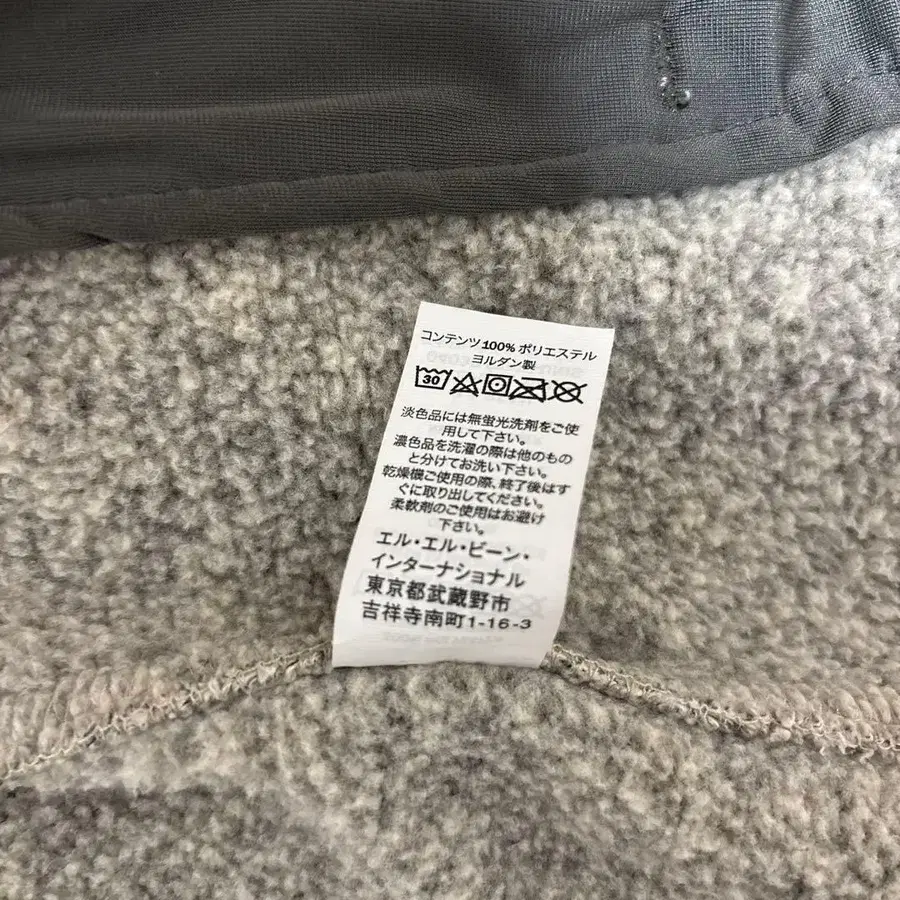 コンテンツ 100% ポリエステル
ヨルダン製
30
淡色品には無蛍光洗剤をご使
用して下さい。
濃色品を洗濯の際は他のもの
と分けてお洗い下さい。
乾燥機ご使用の際、終了後はす
ぐに取り出してください。
柔軟剤のご使用はお避け
下さい。
エル・エル・ビーン・
インターナショナル
東京都武蔵野市
吉祥寺南町1-16-3